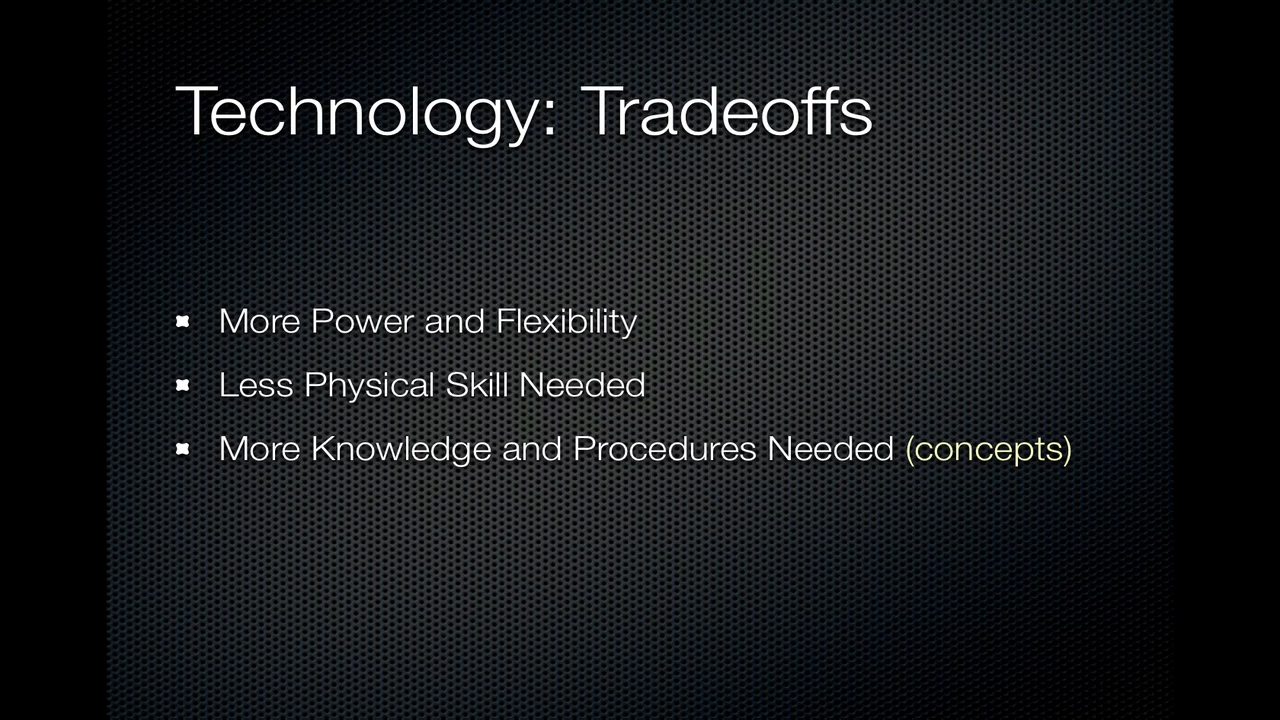 Technology: Tradeoffs
More Power and Flexibility
Less Physical Skill Needed
More Knowledge and Procedures Needed (concepts)